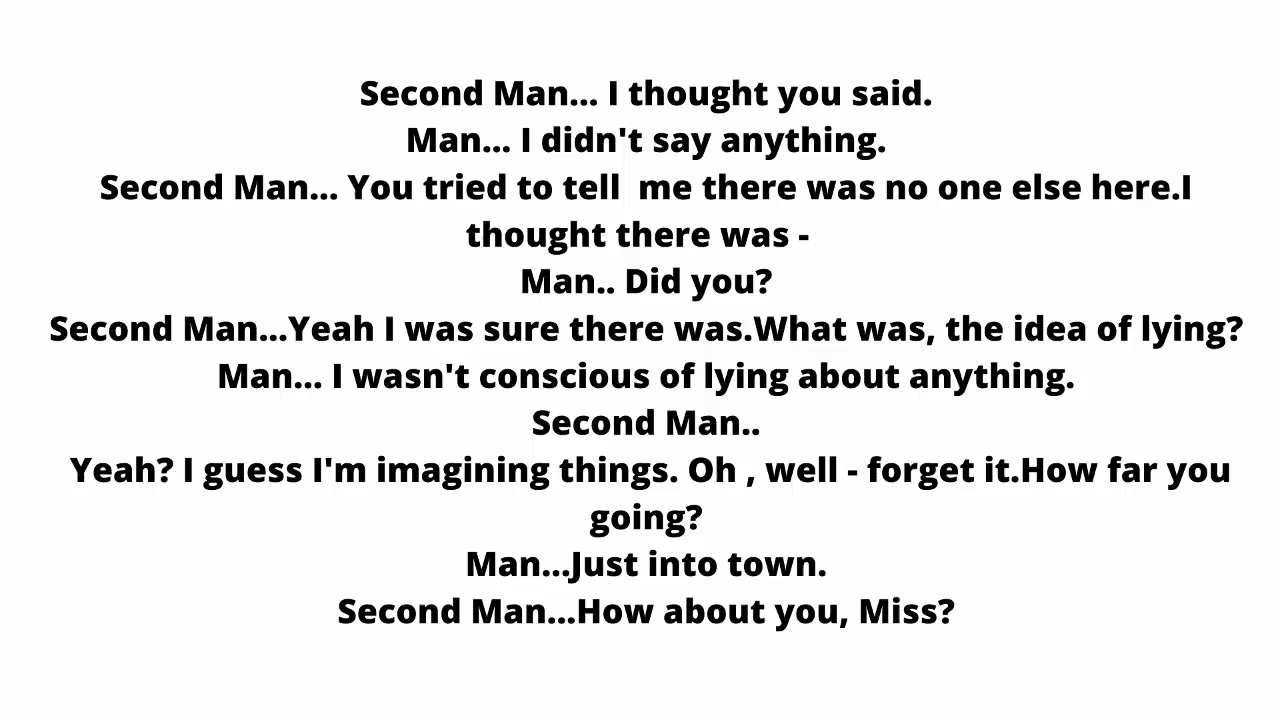 Second Man... I thought you said.
Man... I didn't say anything.
Second Man... You tried to tell  me there was no one else here.I
thought there was -
Man.. Did you?
Second Man...Yeah I was sure there was.What was, the idea of lying?
Man... I wasn't conscious of lying about anything.
Second Man..
Yeah? I guess I'm imagining things. Oh , well - forget it.How far you
going?
Man...Just into town.
Second Man...How about you, Miss?